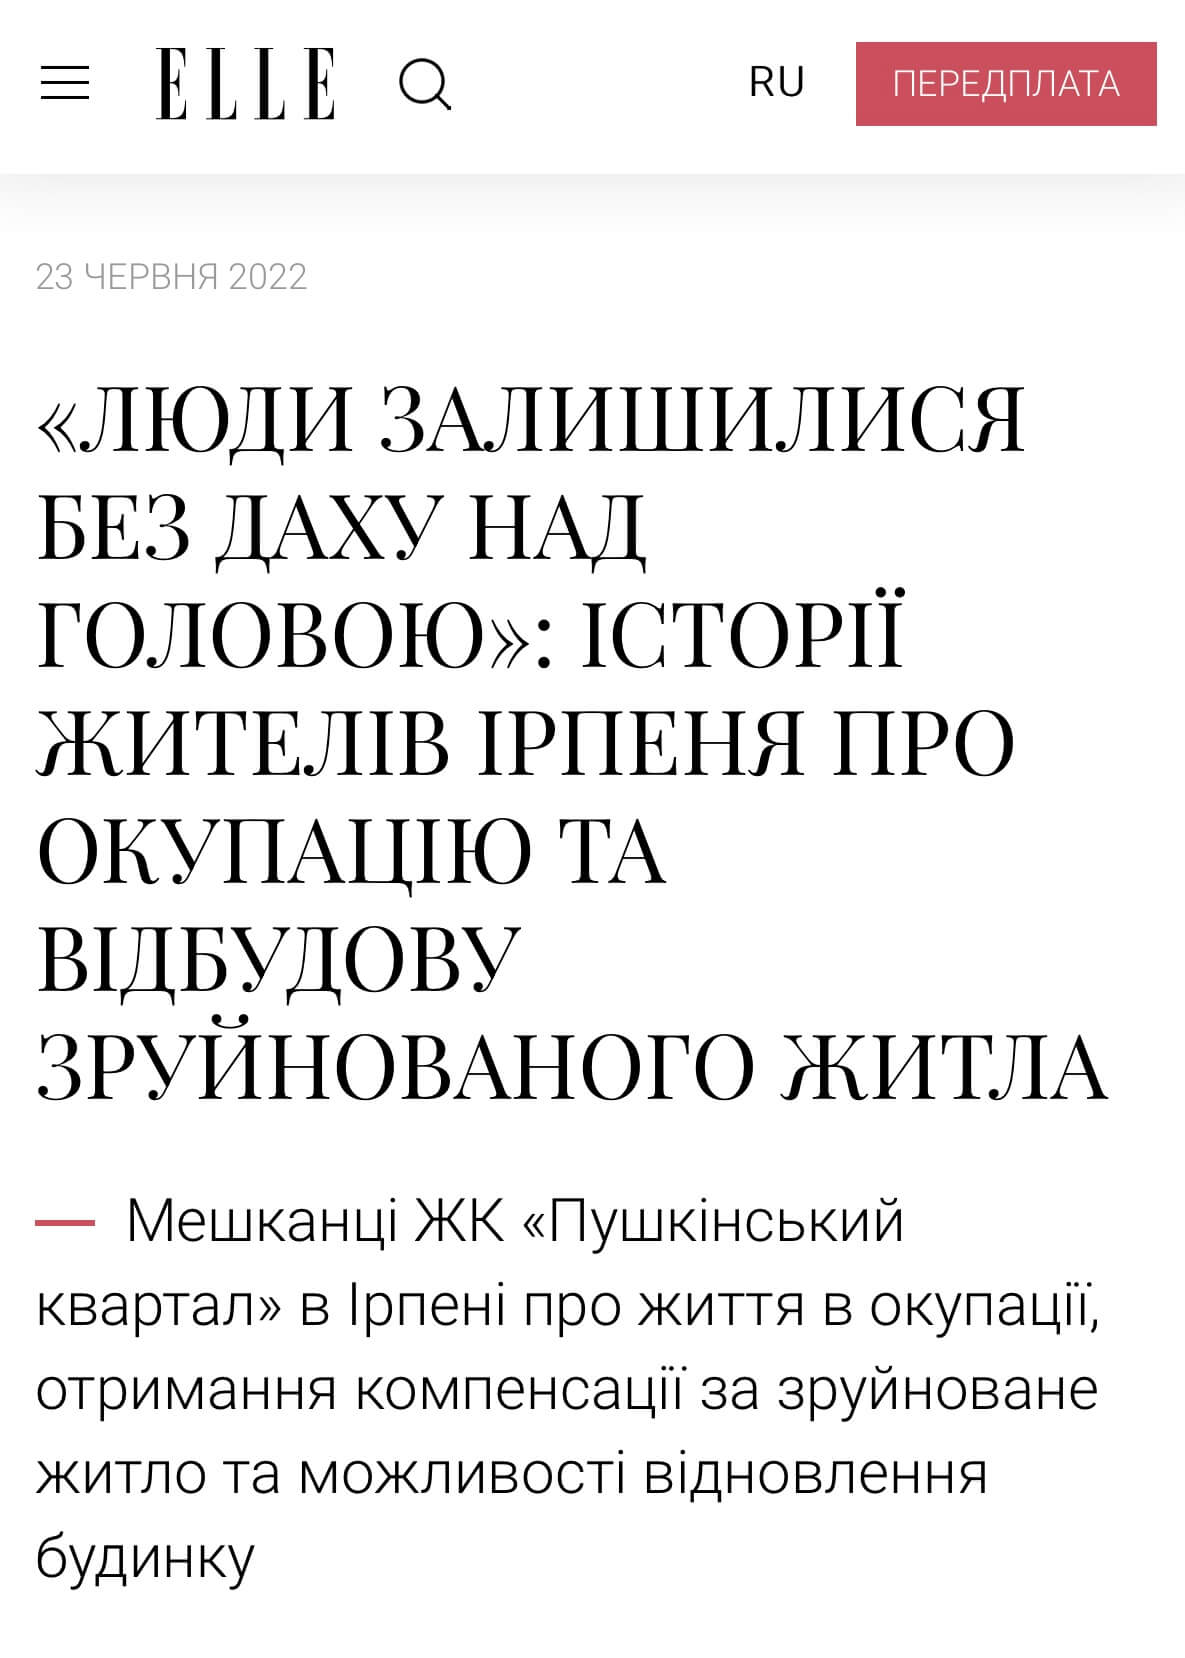 ELLE
RU
ПЕРЕДПЛАТА
23 ЧЕРВНЯ 2022
«ЛЮДИ ЗАЛИШИЛИСЯ
БЕЗ ДАХУ НАД
ГОЛОВОЮ»: ІСТОРІЇ
ЖИТЕЛІВ ІРПЕНЯ ПРО
ОКУПАЦІЮ ТА
ВІДБУДОВУ
ЗРУЙНОВАНОГО ЖИТЛА
— Мешканці ЖК «Пушкінський
квартал» в Ірпені про життя в окупації,
отримання компенсації за зруйноване
житло та можливості відновлення
будинку